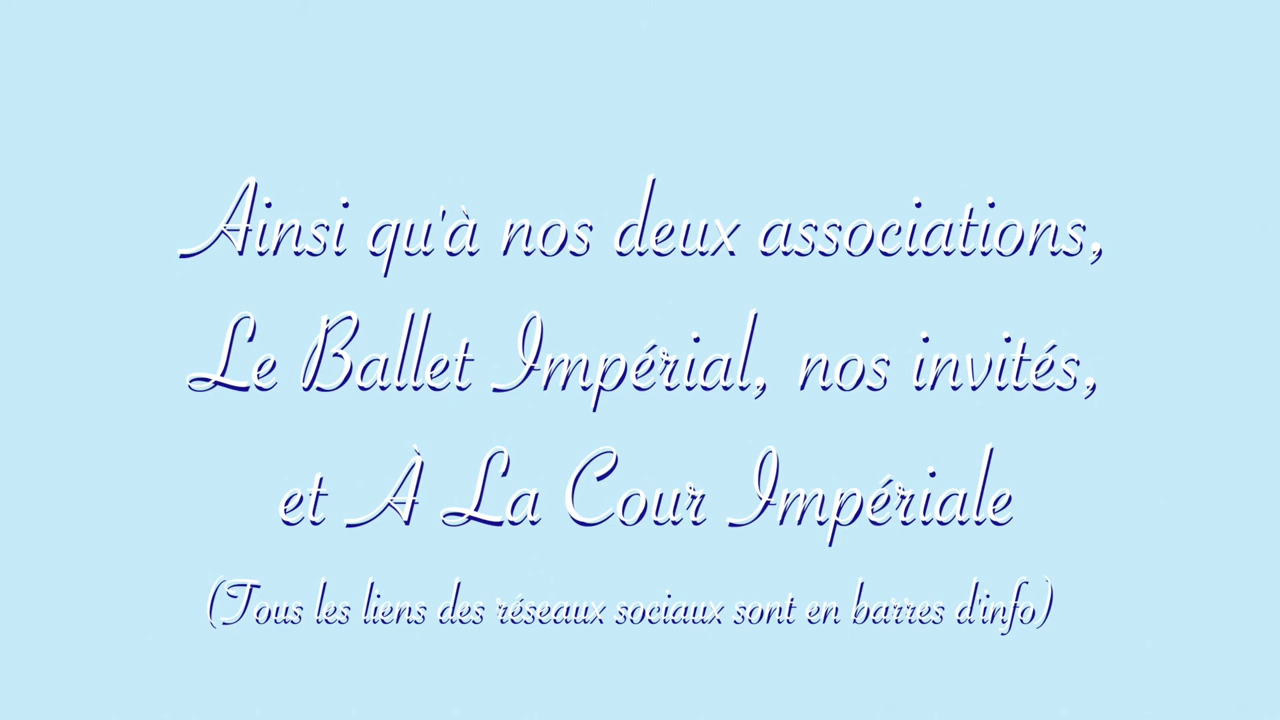 Ainsi qu'à nos deux associations,
Le Ballet Impérial, nos invités,
et À La Cour Impériale
(Tous les liens des réseaux sociaux sont en barres d'info)